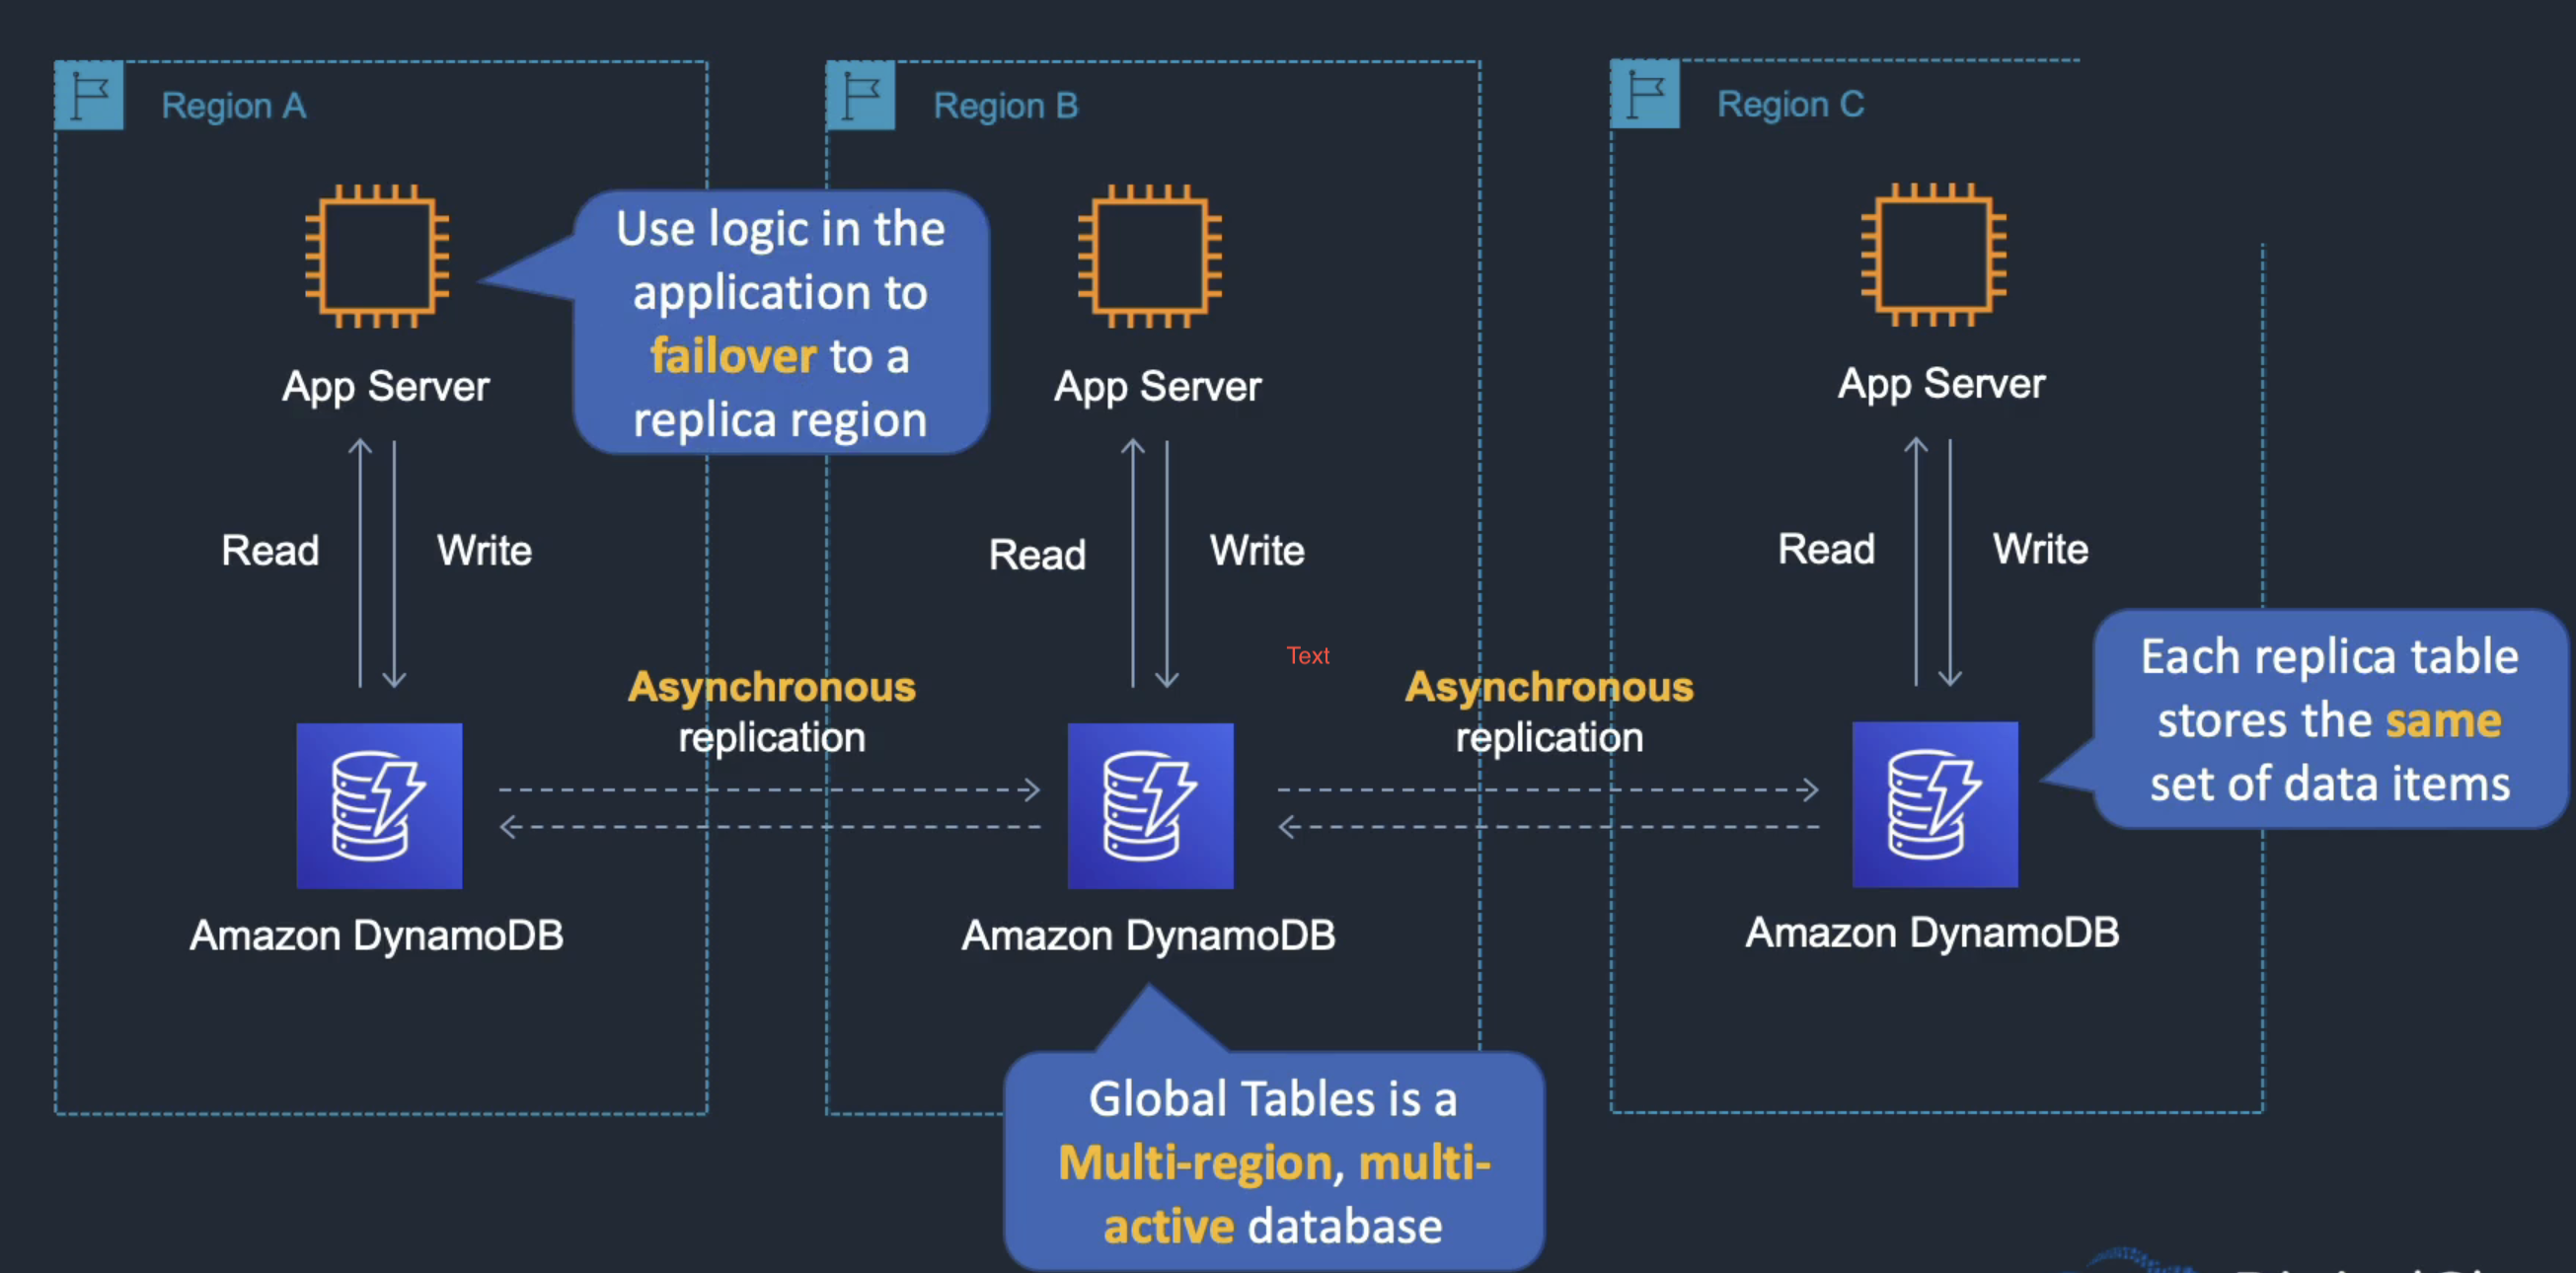 Region A
Region B
Region C
Use logic in the
application to
failover to a
replica region
App Server
App Server
App Server
Read
Write
Read
Write
Read
Write
Text
Asynchronous
replication
Asynchronous
replication
Each replica table
stores the same
set of data items
Amazon DynamoDB
Amazon DynamoDB
Amazon DynamoDB
Global Tables is a
Multi-region, multi-
active database